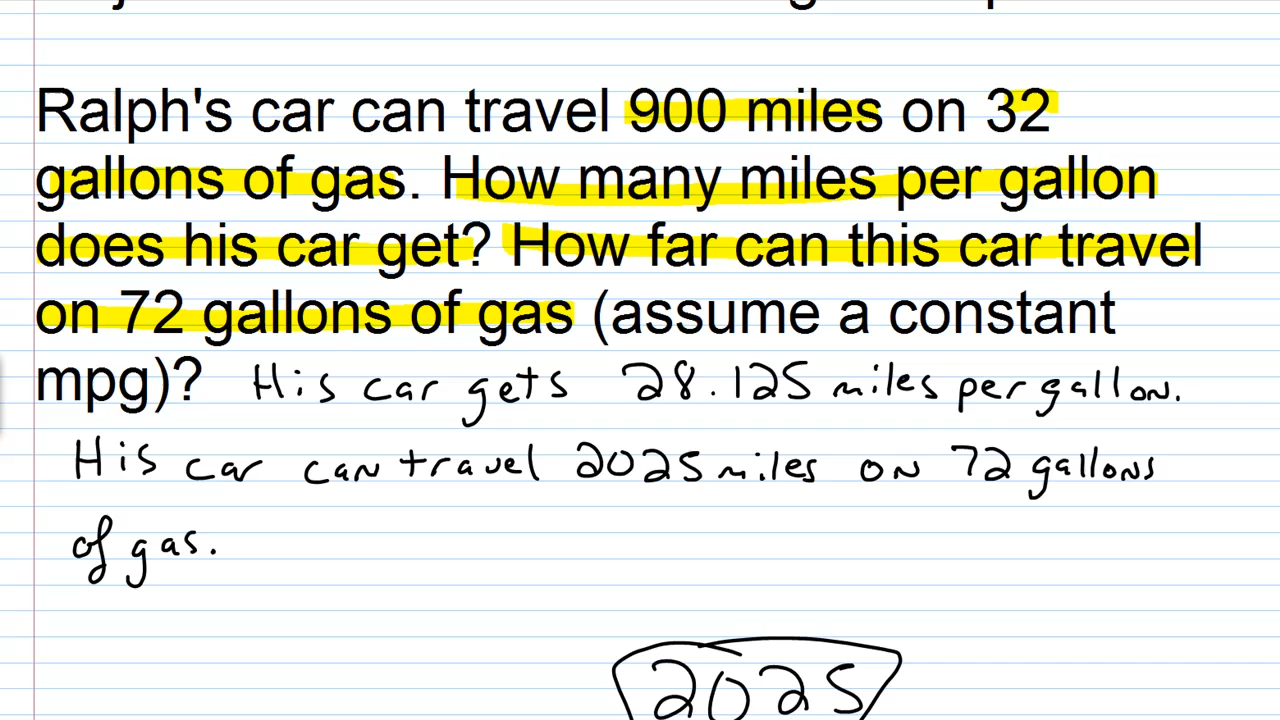 Ralph's car can travel 900 miles on 32
gallons of gas. How many miles per gallon
does his car get? How far can this car travel
on 72 gallons of gas (assume a constant
mpg)? His car gets 28.125 miles per gallon.
His car can travel 2025 miles on 72 gallons
of gas.
2025